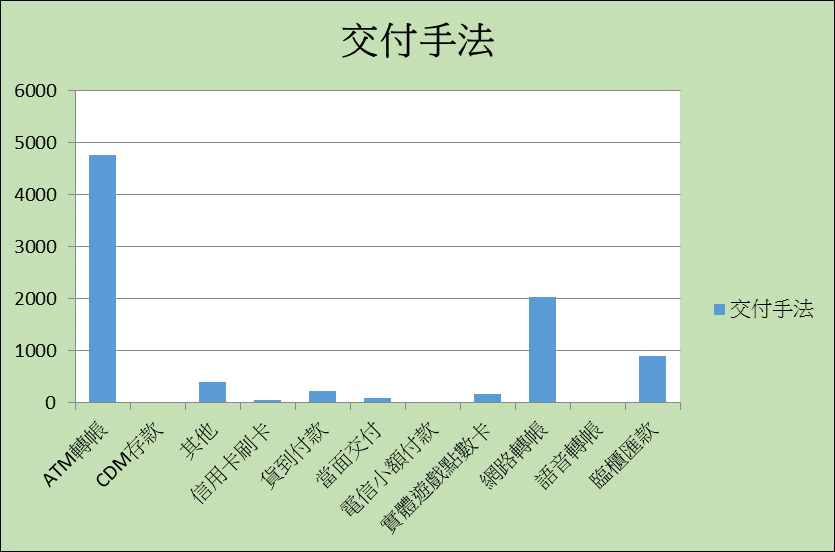 交付手法
6000
5000
4000
3000
2000
1000
0
ATM轉帳
CDM存款
其他
信用卡刷卡
貨到付款
當面交付
電信小額付款
實體遊戲點數卡
網路轉帳
語音轉帳
臨櫃匯款
交付手法